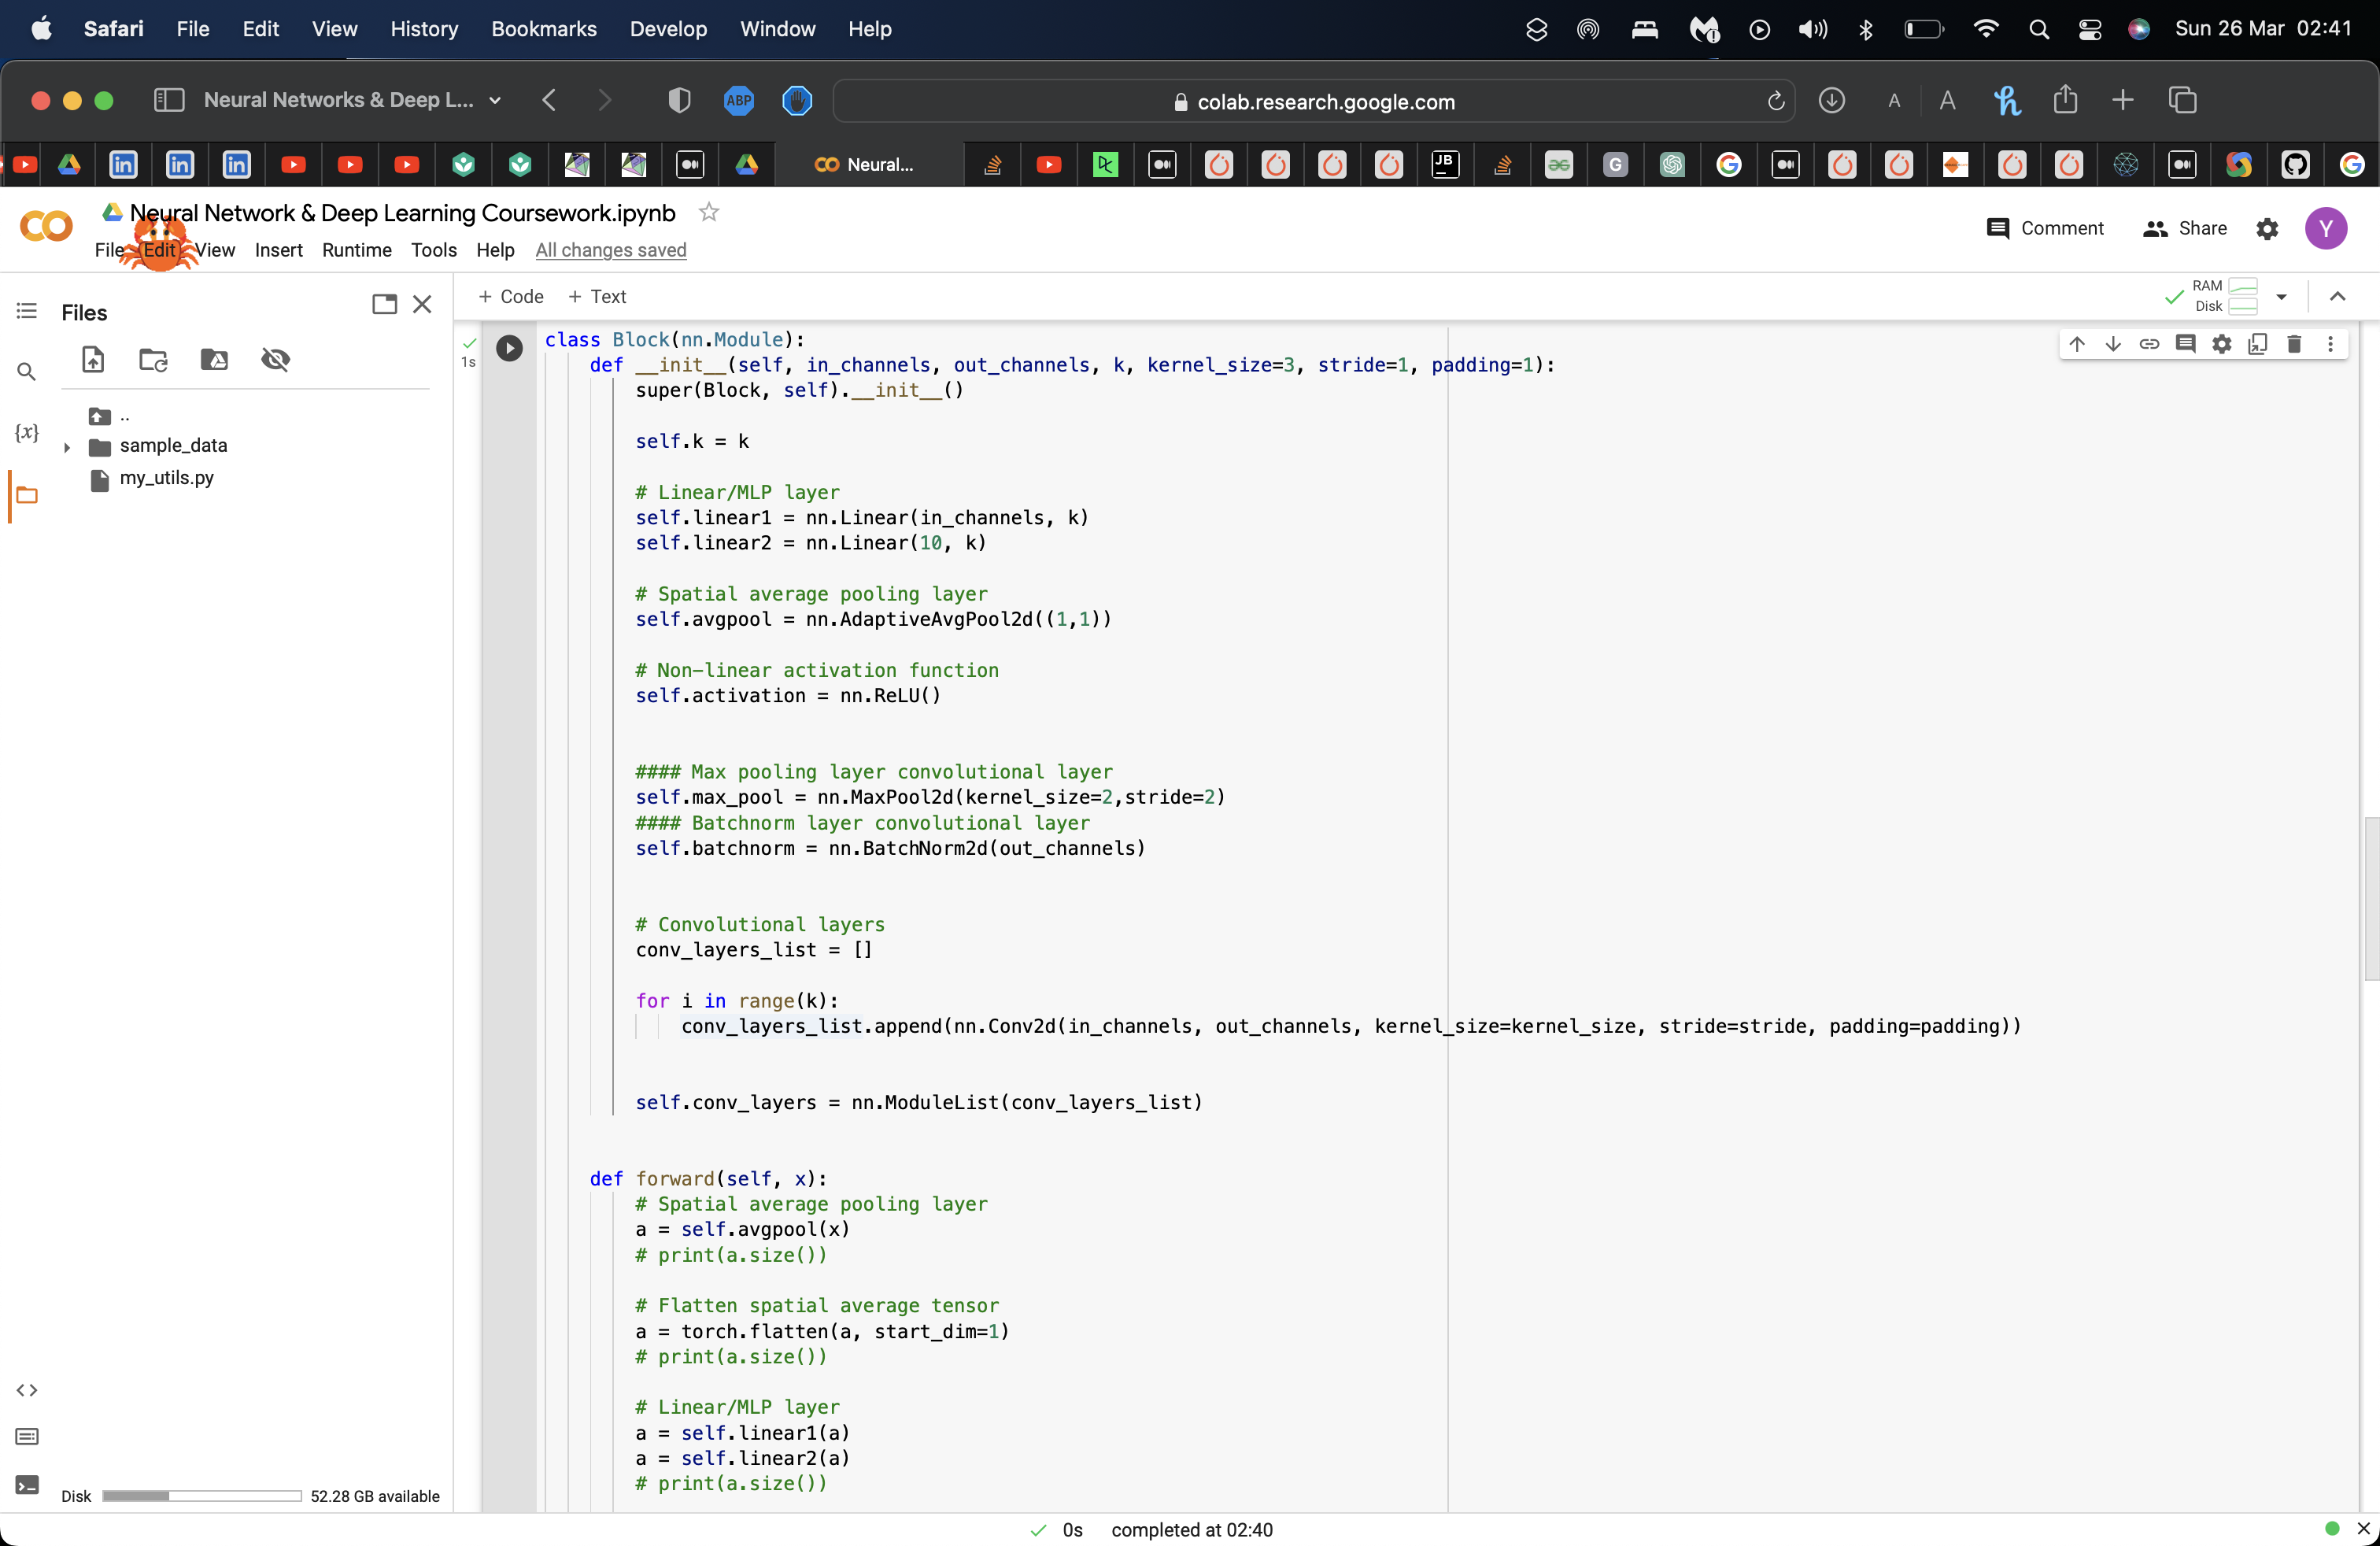 Safari File Edit View History Bookmarks Develop Window Help Sun 26 Mar 02:41
Neural Networks & Deep L... ABP colab.research.google.com A A
Neural... JB G
Neural Network & Deep Learning Coursework.ipynb
File Edit View Insert Runtime Tools Help All changes saved
Comment Share Y
Files
+ Code + Text
RAM
Disk
{x}
..
sample_data
my_utils.py
1s
class Block(nn.Module):
def __init__(self, in_channels, out_channels, k, kernel_size=3, stride=1, padding=1):
super(Block, self).__init__()
self.k = k
# Linear/MLP layer
self.linear1 = nn.Linear(in_channels, k)
self.linear2 = nn.Linear(10, k)
# Spatial average pooling layer
self.avgpool = nn.AdaptiveAvgPool2d((1,1))
# Non-linear activation function
self.activation = nn.ReLU()
#### Max pooling layer convolutional layer
self.max_pool = nn.MaxPool2d(kernel_size=2,stride=2)
#### Batchnorm layer convolutional layer
self.batchnorm = nn.BatchNorm2d(out_channels)
# Convolutional layers
conv_layers_list = []
for i in range(k):
conv_layers_list.append(nn.Conv2d(in_channels, out_channels, kernel_size=kernel_size, stride=stride, padding=padding))
self.conv_layers = nn.ModuleList(conv_layers_list)
def forward(self, x):
# Spatial average pooling layer
a = self.avgpool(x)
# print(a.size())
# Flatten spatial average tensor
a = torch.flatten(a, start_dim=1)
# print(a.size())
# Linear/MLP layer
a = self.linear1(a)
a = self.linear2(a)
# print(a.size())
Disk 52.28 GB available
0s completed at 02:40